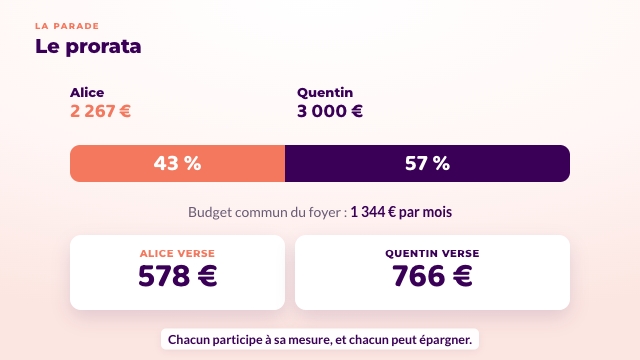 LA PARADE
Le prorata
Alice
2 267 €
Quentin
3 000 €
43 %
57 %
Budget commun du foyer : 1 344 € par mois
ALICE VERSE
578 €
QUENTIN VERSE
766 €
Chacun participe à sa mesure, et chacun peut épargner.